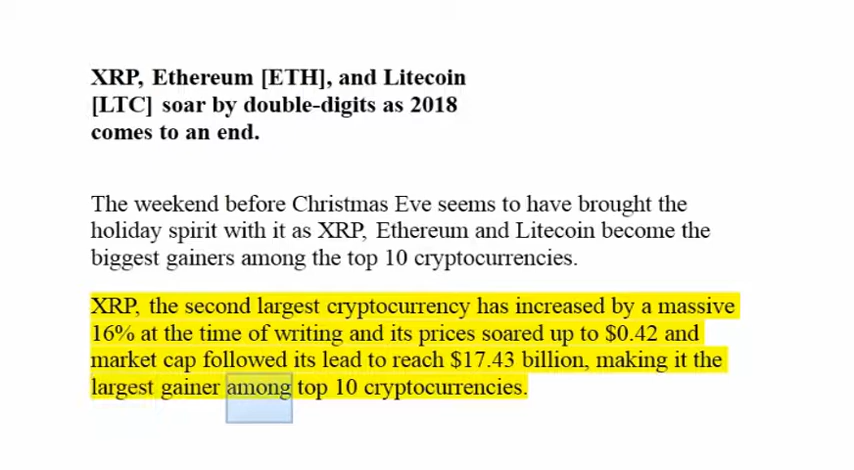 XRP, Ethereum [ETH], and Litecoin
[LTC] soar by double-digits as 2018
comes to an end.
The weekend before Christmas Eve seems to have brought the
holiday spirit with it as XRP, Ethereum and Litecoin become the
biggest gainers among the top 10 cryptocurrencies.
XRP, the second largest cryptocurrency has increased by a massive
16% at the time of writing and its prices soared up to $0.42 and
market cap followed its lead to reach $17.43 billion, making it the
largest gainer among top 10 cryptocurrencies.